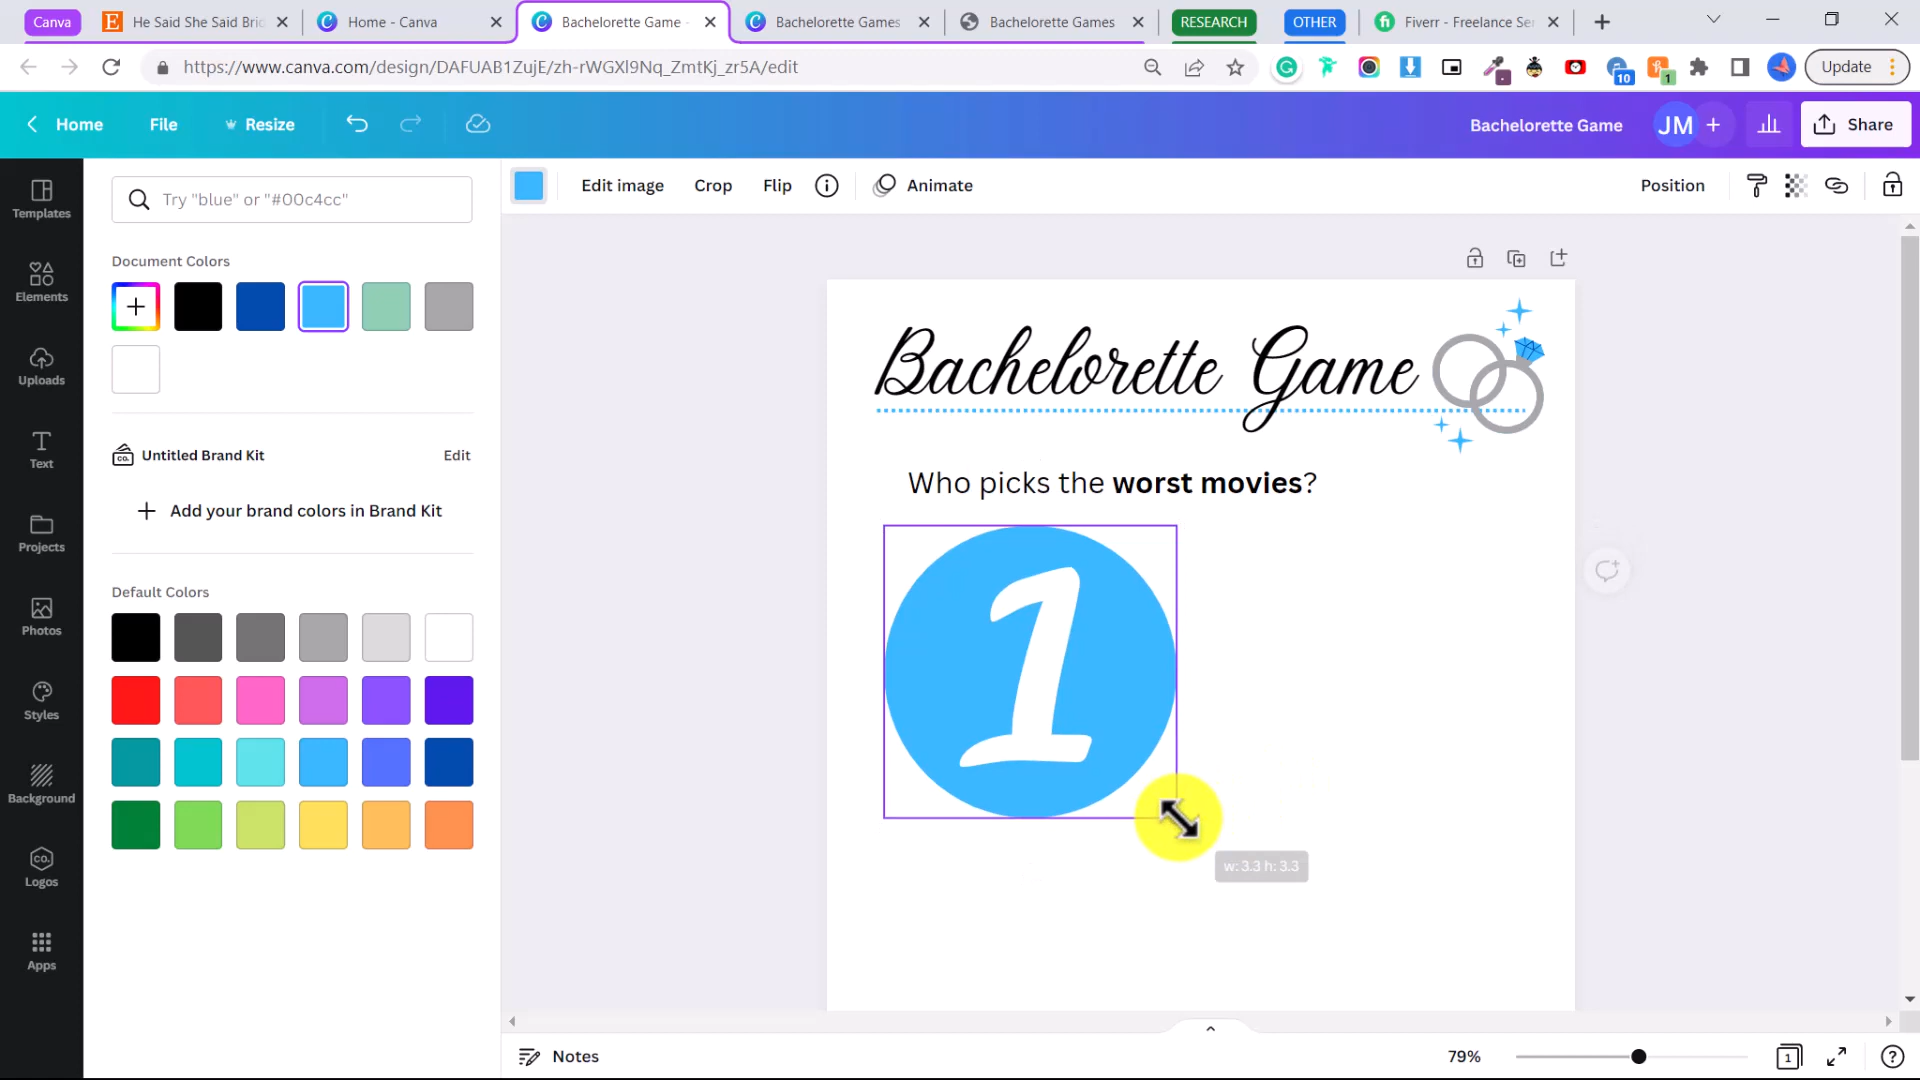 Canva
He Said She Said Bri
Home - Canva
Bachelorette Game -
Bachelorette Games
Bachelorette Games
RESEARCH
OTHER
Fiverr - Freelance Ser
https://www.canva.com/design/DAFUAB1ZujE/zh-rWGXl9Nq_ZmtKj_zr5A/edit
10
1
Update
Home
File
Resize
Bachelorette Game
JM
Share
Templates
Elements
Uploads
Text
Projects
Photos
Styles
Background
Logos
Apps
Try "blue" or "#00c4cc"
Document Colors
CO.
Untitled Brand Kit
Edit
Add your brand colors in Brand Kit
Default Colors
Edit image
Crop
Flip
Animate
Position
Bachelorette Game
Who picks the worst movies?
1
w: 3.3 h: 3.3
Notes
79%
1